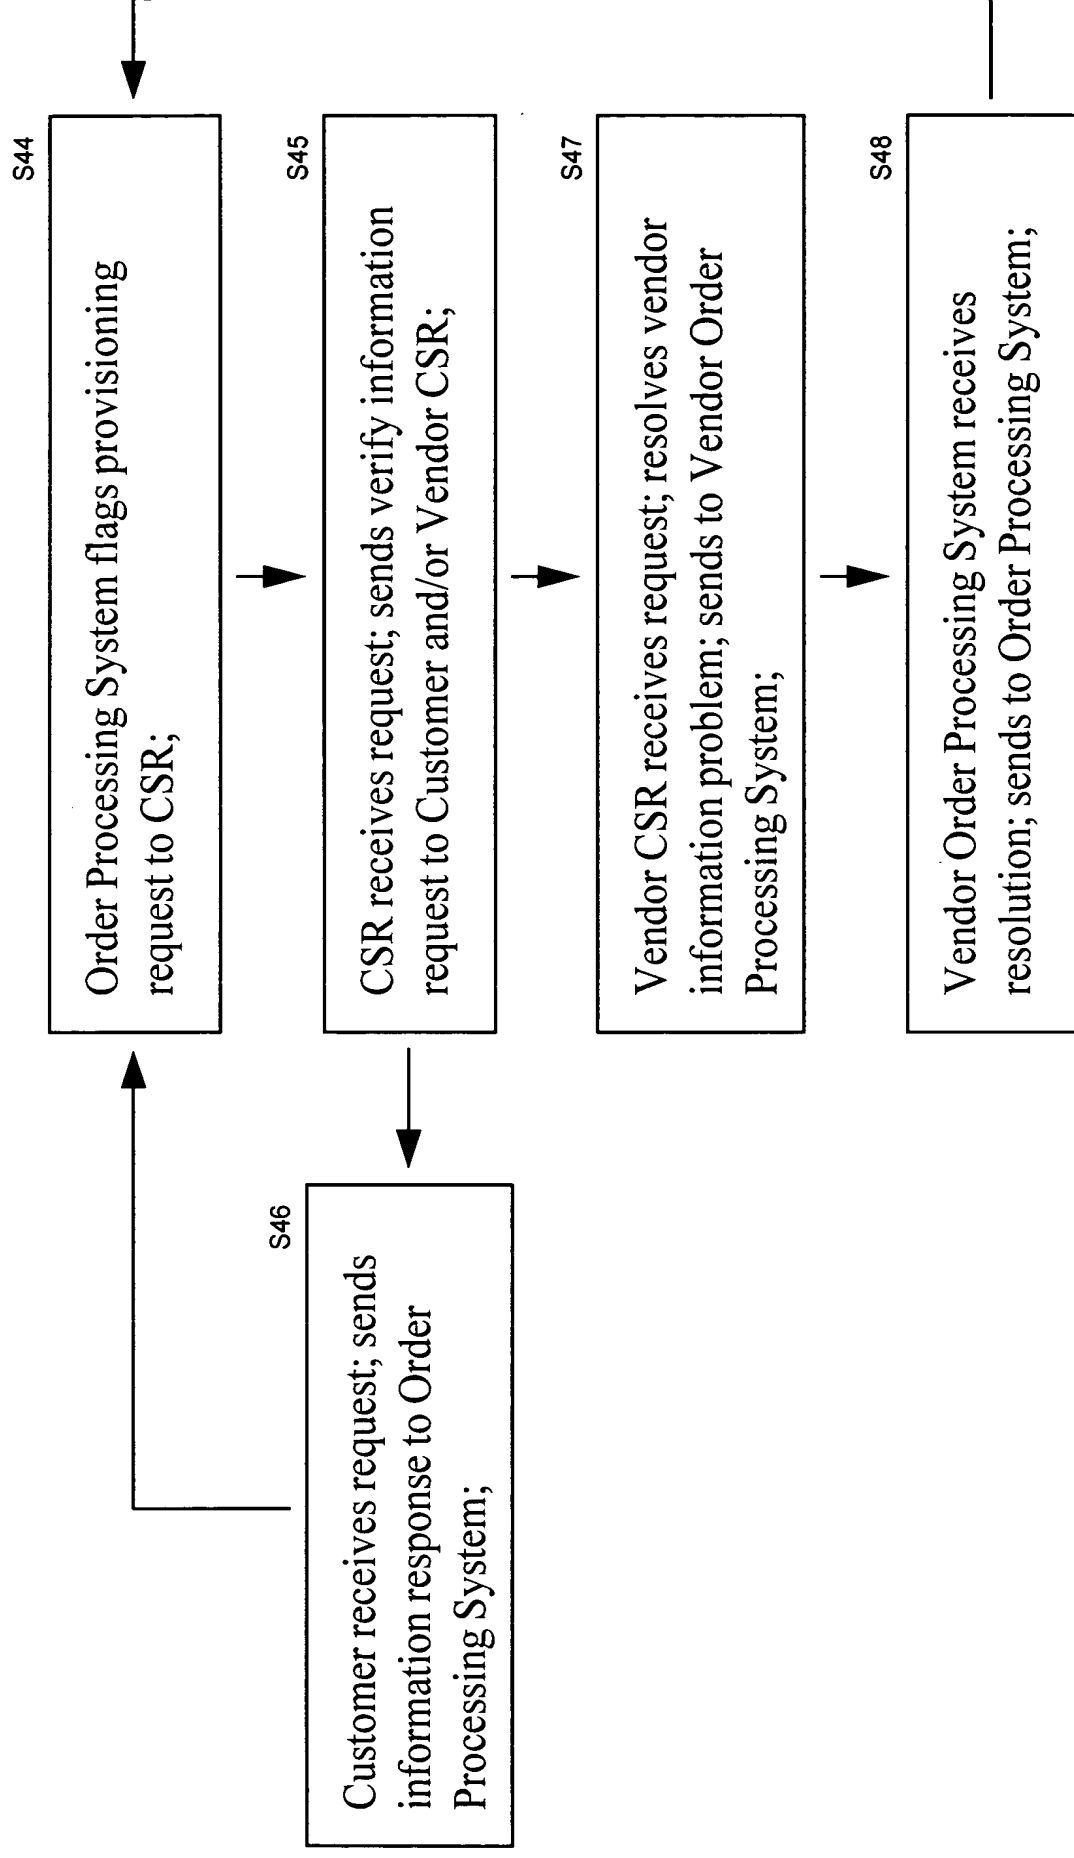 S44
Order Processing System flags provisioning
request to CSR;
S45
CSR receives request; sends verify information
request to Customer and/or Vendor CSR;
S46
Customer receives request; sends
information response to Order
Processing System;
S47
Vendor CSR receives request; resolves vendor
information problem; sends to Vendor Order
Processing System;
S48
Vendor Order Processing System receives
resolution; sends to Order Processing System;